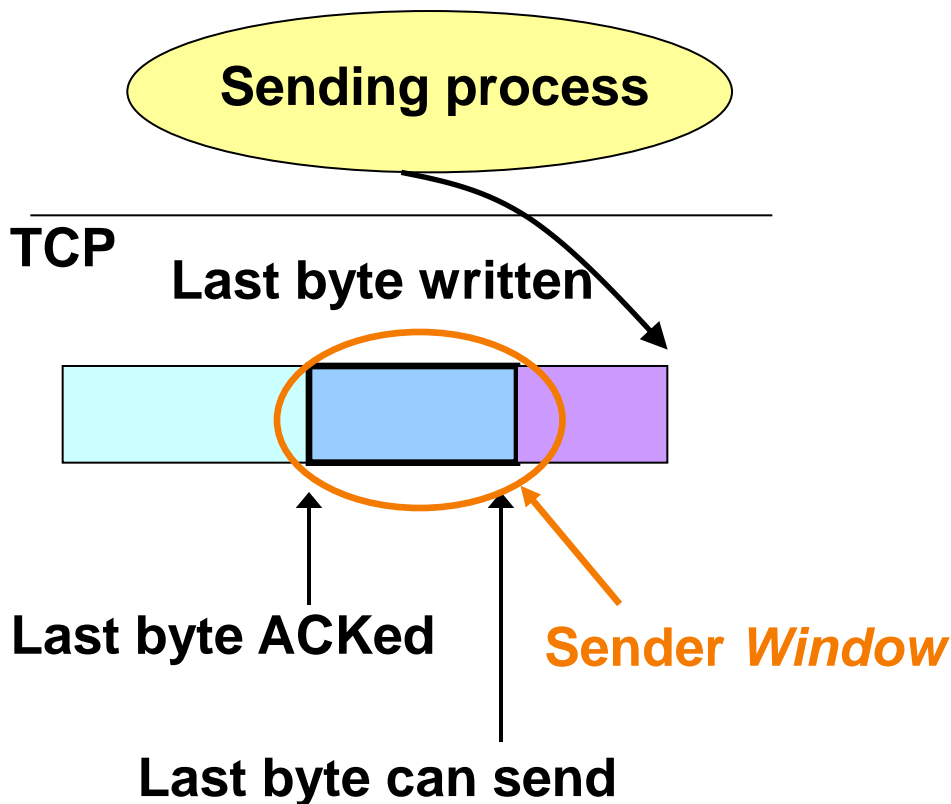 Sending process
TCP
Last byte written
Last byte ACKed
Sender Window
Last byte can send